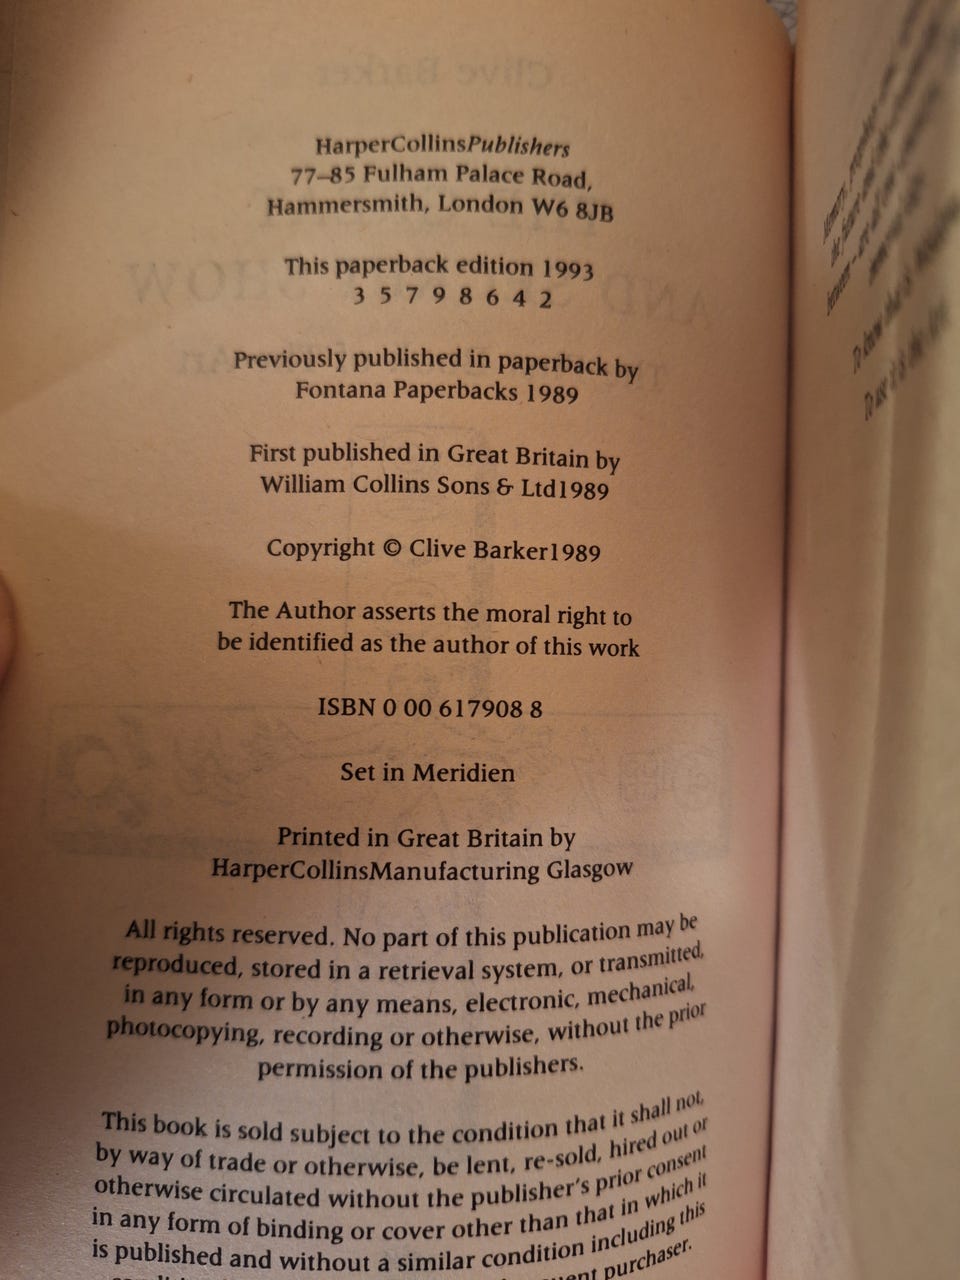 HarperCollinsPublishers
77–85 Fulham Palace Road,
Hammersmith, London W6 8JB
This paperback edition 1993
3 5 7 9 8 6 4 2
Previously published in paperback by
Fontana Paperbacks 1989
First published in Great Britain by
William Collins Sons & Ltd1989
Copyright © Clive Barker1989
The Author asserts the moral right to
be identified as the author of this work
ISBN 0 00 617908 8
Set in Meridien
Printed in Great Britain by
HarperCollinsManufacturing Glasgow
All rights reserved. No part of this publication may be
reproduced, stored in a retrieval system, or transmitted,
in any form or by any means, electronic, mechanical,
photocopying, recording or otherwise, without the prior
permission of the publishers.
This book is sold subject to the condition that it shall not,
by way of trade or otherwise, be lent, re-sold, hired out or
otherwise circulated without the publisher's prior consent
in any form of binding or cover other than that in which it
is published and without a similar condition including this
purchaser.